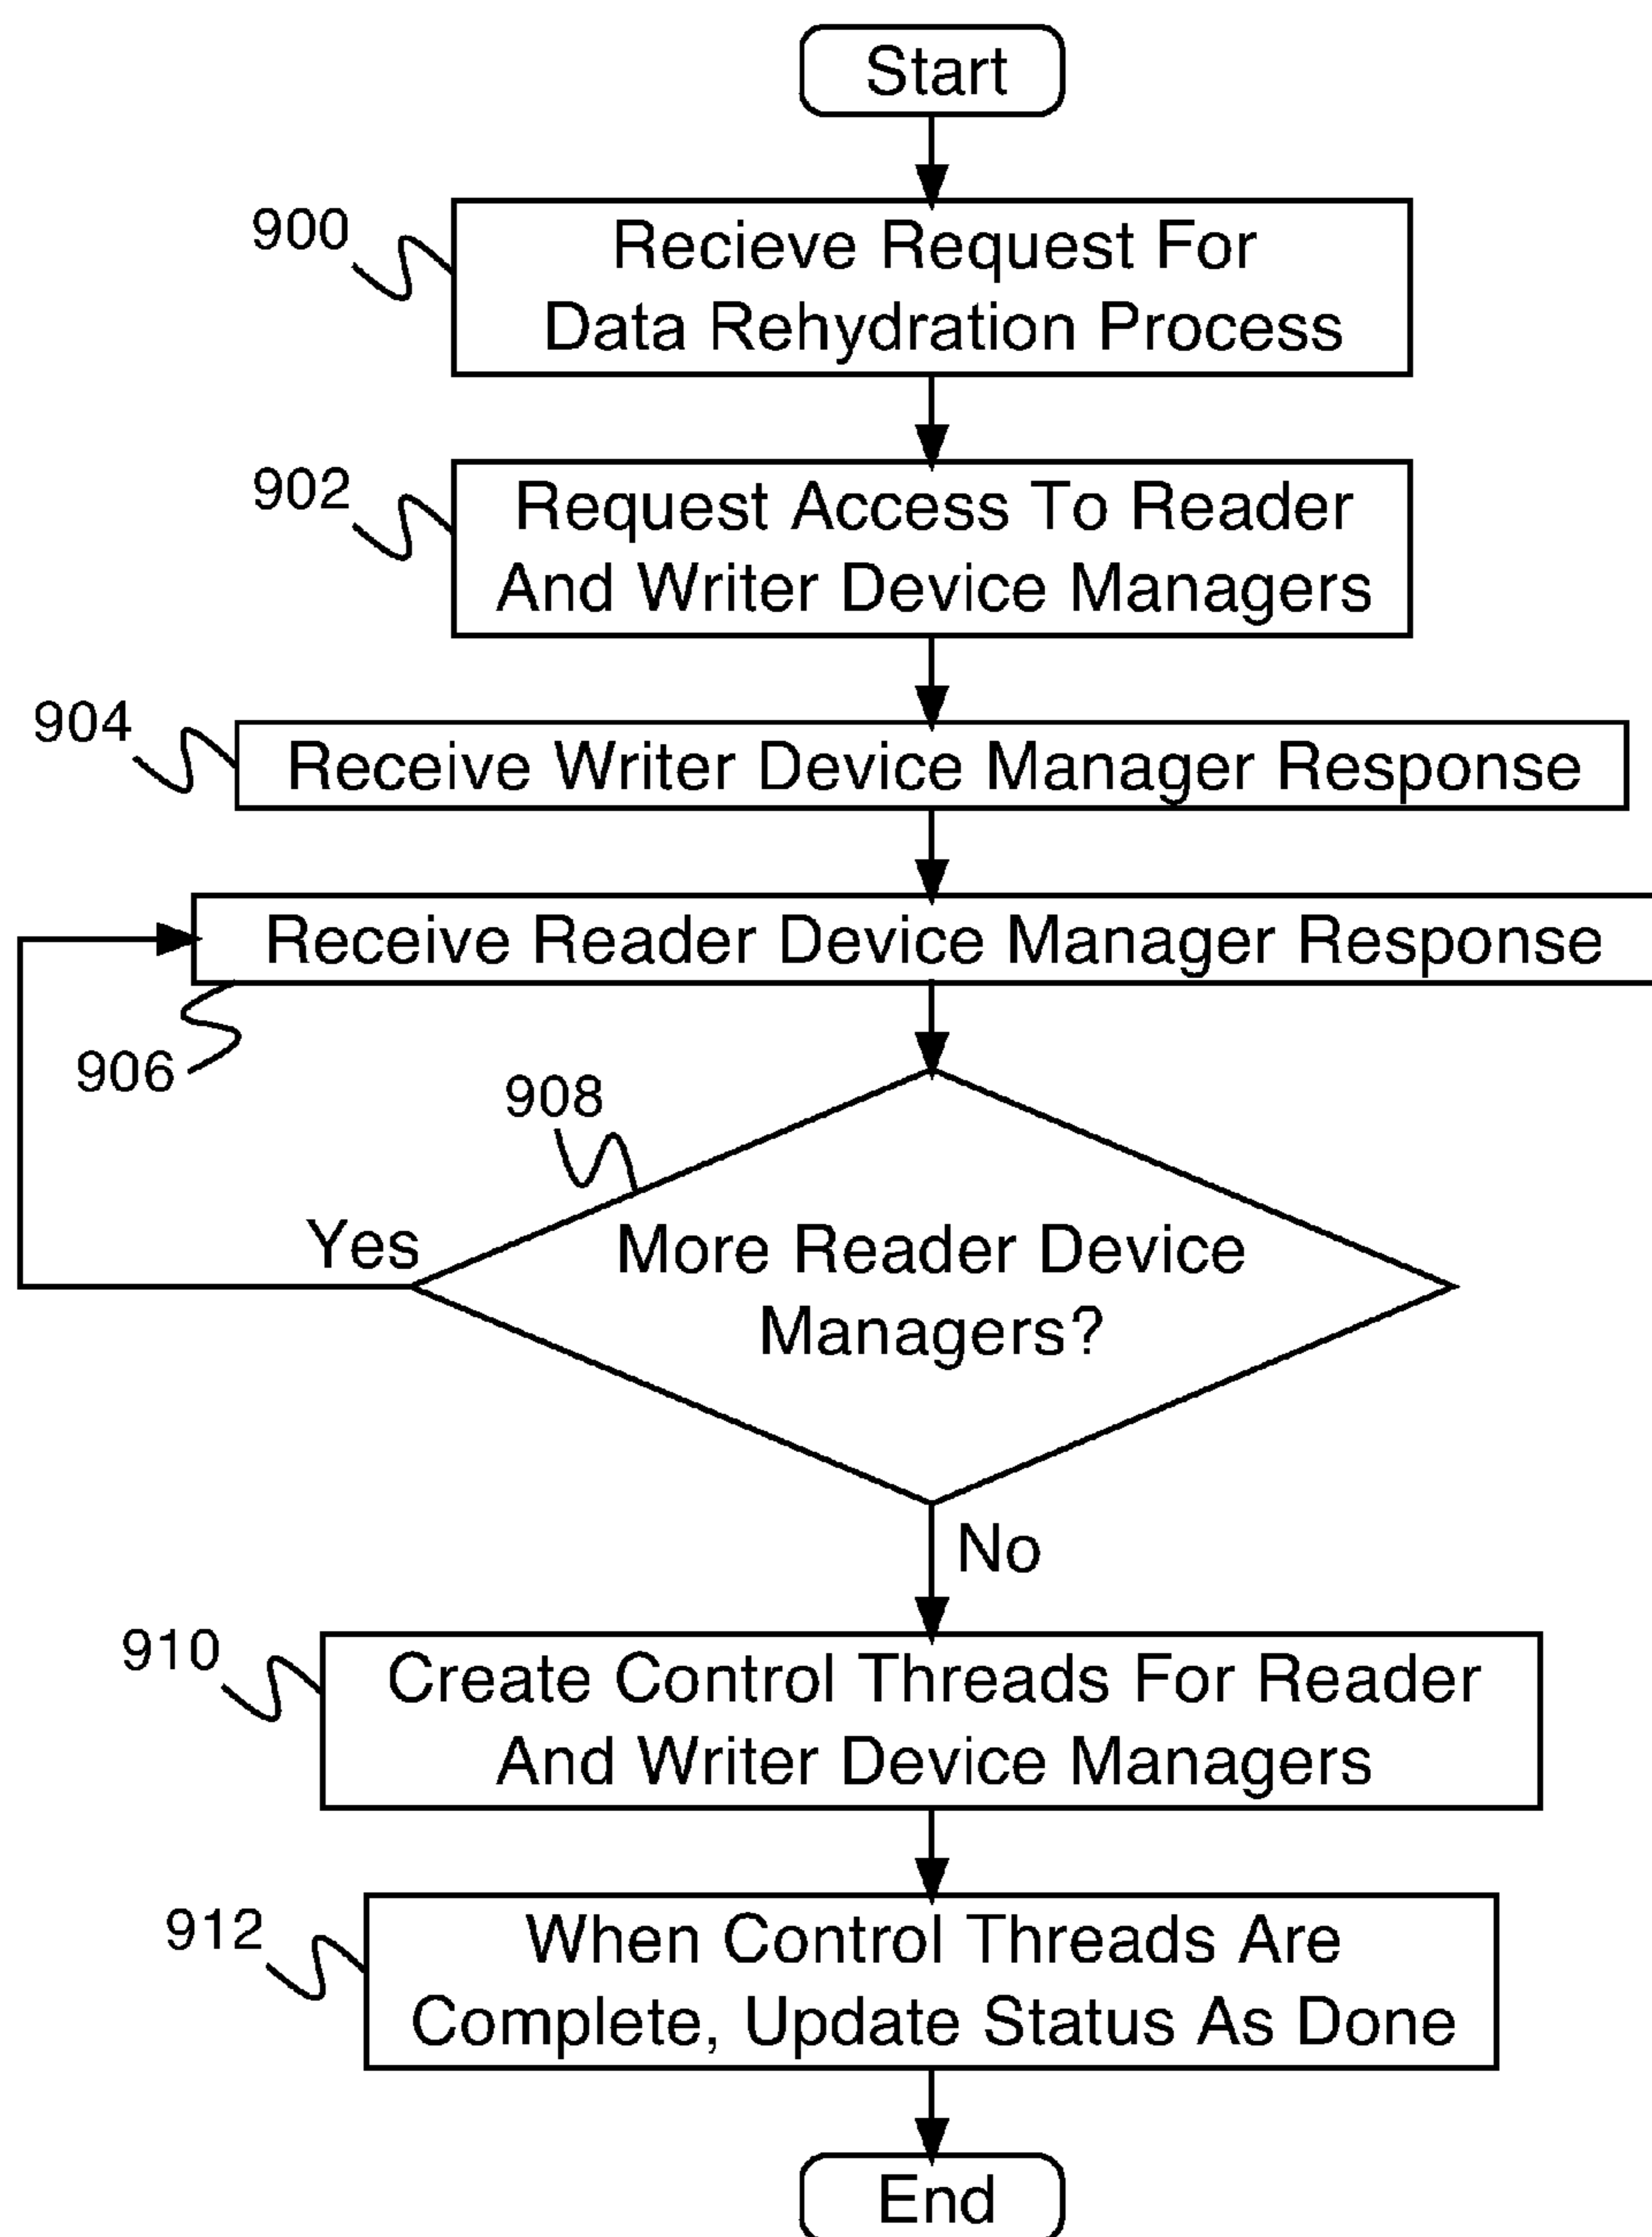 Start
900
Recieve Request For
Data Rehydration Process
902
Request Access To Reader
And Writer Device Managers
904
Receive Writer Device Manager Response
Receive Reader Device Manager Response
906
908
Yes
More Reader Device
Managers?
No
910
Create Control Threads For Reader
And Writer Device Managers
912
When Control Threads Are
Complete, Update Status As Done
End